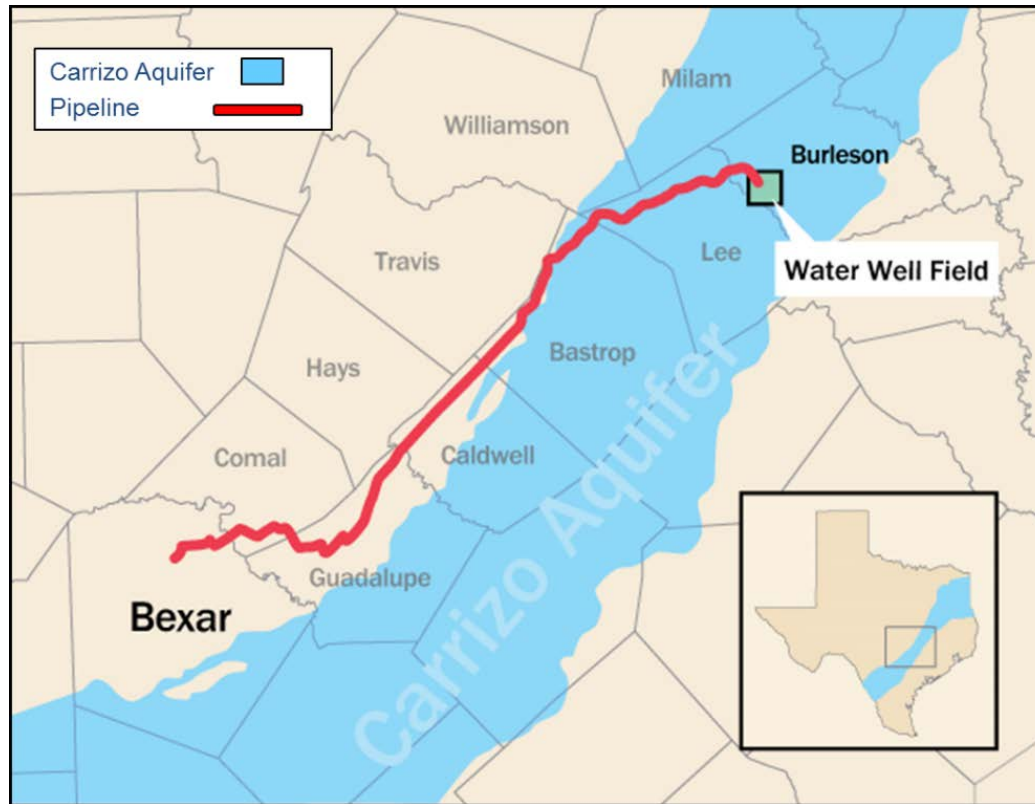 Carrizo Aquifer
Pipeline
Milam
Williamson
Burleson
Travis
Lee
Water Well Field
Bastrop
Hays
Comal
Caldwell
Carrizo Aquifer
Guadalupe
Bexar